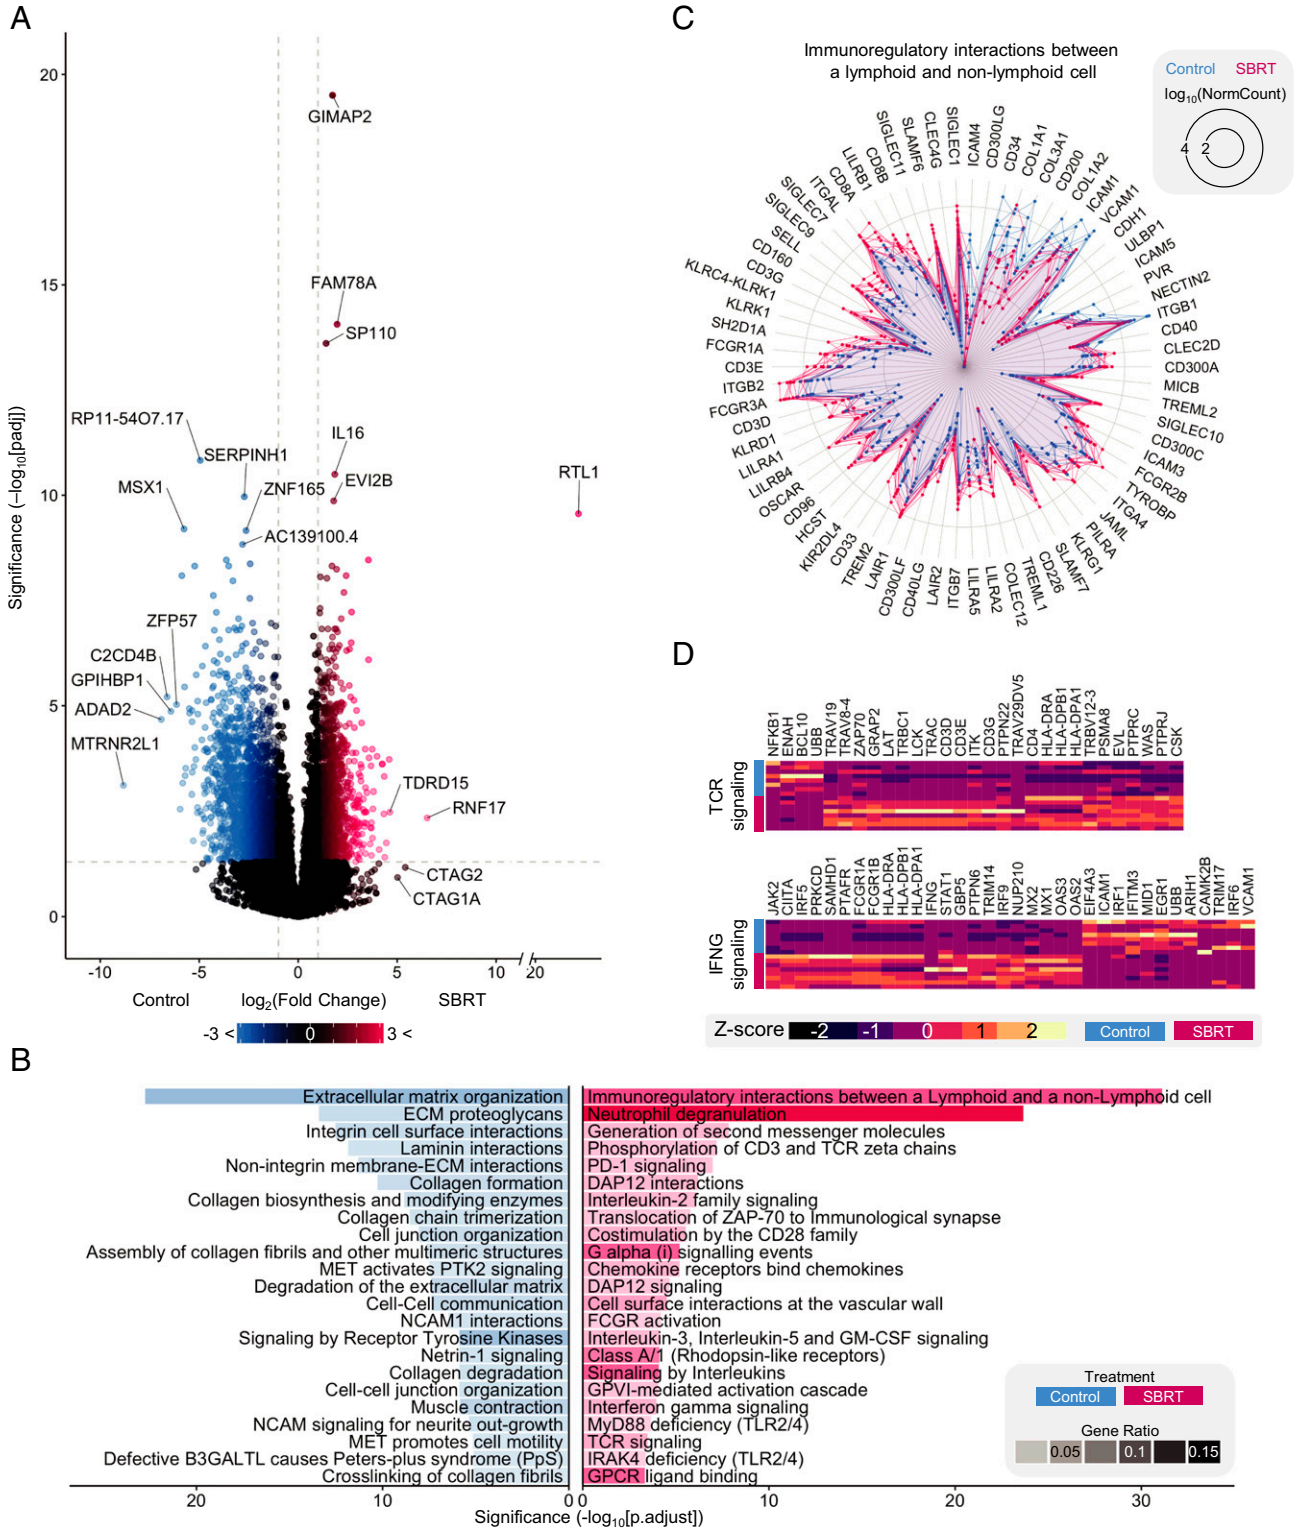 A
Significance (–log10[padj])
20
15
10
5
0
GIMAP2
FAM78A
SP110
RP11-54O7.17
SERPINH1
IL16
MSX1
ZNF165
EVI2B
RTL1
AC139100.4
ZFP57
C2CD4B
GPIHBP1
ADAD2
MTRNR2L1
TDRD15
RNF17
CTAG2
CTAG1A
-10
-5
0
5
10
20
Control
log2(Fold Change)
SBRT
-3 <
0
3 <
C
Immunoregulatory interactions between
a lymphoid and non-lymphoid cell
Control SBRT
log10(NormCount)
4 2
SIGLEC1
ICAM4
CD300LG
CD34
COL1A1
COL3A1
CD200
COL1A2
ICAM1
VCAM1
CDH1
ULBP1
ICAM5
PVR
NECTIN2
ITGB1
CD40
CLEC2D
CD300A
MICB
TREML2
SIGLEC10
CD300C
ICAM3
FCGR2B
TYROBP
ITGA4
JAML
PILRA
KLRG1
SLAMF7
CD226
TREML1
COLEC12
LILRA2
LILRA5
ITGB7
LAIR2
CD40LG
CD300LF
LAIR1
TREM2
CD33
KIR2DL4
HCST
CD96
OSCAR
LILRB4
LILRA1
KLRD1
CD3D
FCGR3A
ITGB2
CD3E
FCGR1A
SH2D1A
KLRK1
KLRC4-KLRK1
CD3G
CD160
SELL
SIGLEC9
SIGLEC7
ITGAL
CD8A
LILRB1
CD8B
SIGLEC11
SLAMF6
CLEC4G
D
TCR
signaling
NFKB1
ENAH
BCL10
UBB
TRAV19
TRAV8-4
ZAP70
GRAP2
LAT
TRBC1
LCK
TRAC
CD3D
CD3E
ITK
CD3G
PTPN22
TRAV29DV5
CD4
HLA-DRA
HLA-DPB1
HLA-DPA1
TRBV12-3
PSMA8
EVL
PTPRC
WAS
PTPRJ
CSK
IFNG
signaling
JAK2
CIITA
IRF5
PRKCD
SAMHD1
PTAFR
FCGR1A
FCGR1B
HLA-DRA
HLA-DPB1
HLA-DPA1
IFNG
STAT1
GBP5
PTPN6
TRIM14
IRF9
NUP210
MX2
MX1
OAS3
OAS2
EIF4A3
ICAM1
IRF1
IFITM3
MID1
EGR1
UBB
ARIH1
CAMK2B
TRIM17
IRF6
VCAM1
Z-score -2 -1 0 1 2 Control SBRT
B
Extracellular matrix organization
ECM proteoglycans
Integrin cell surface interactions
Laminin interactions
Non-integrin membrane-ECM interactions
Collagen formation
Collagen biosynthesis and modifying enzymes
Collagen chain trimerization
Cell junction organization
Assembly of collagen fibrils and other multimeric structures
MET activates PTK2 signaling
Degradation of the extracellular matrix
Cell-Cell communication
NCAM1 interactions
Signaling by Receptor Tyrosine Kinases
Netrin-1 signaling
Collagen degradation
Cell-cell junction organization
Muscle contraction
NCAM signaling for neurite out-growth
MET promotes cell motility
Defective B3GALTL causes Peters-plus syndrome (PpS)
Crosslinking of collagen fibrils
Immunoregulatory interactions between a Lymphoid and a non-Lymphoid cell
Neutrophil degranulation
Generation of second messenger molecules
Phosphorylation of CD3 and TCR zeta chains
PD-1 signaling
DAP12 interactions
Interleukin-2 family signaling
Translocation of ZAP-70 to Immunological synapse
Costimulation by the CD28 family
G alpha (i) signalling events
Chemokine receptors bind chemokines
DAP12 signaling
Cell surface interactions at the vascular wall
FCGR activation
Interleukin-3, Interleukin-5 and GM-CSF signaling
Class A/1 (Rhodopsin-like receptors)
Signaling by Interleukins
GPVI-mediated activation cascade
Interferon gamma signaling
MyD88 deficiency (TLR2/4)
TCR signaling
IRAK4 deficiency (TLR2/4)
GPCR ligand binding
20 10 0 0 10 20 30
Significance (-log10[p.adjust])
Treatment
Control SBRT
Gene Ratio
0.05 0.1 0.15